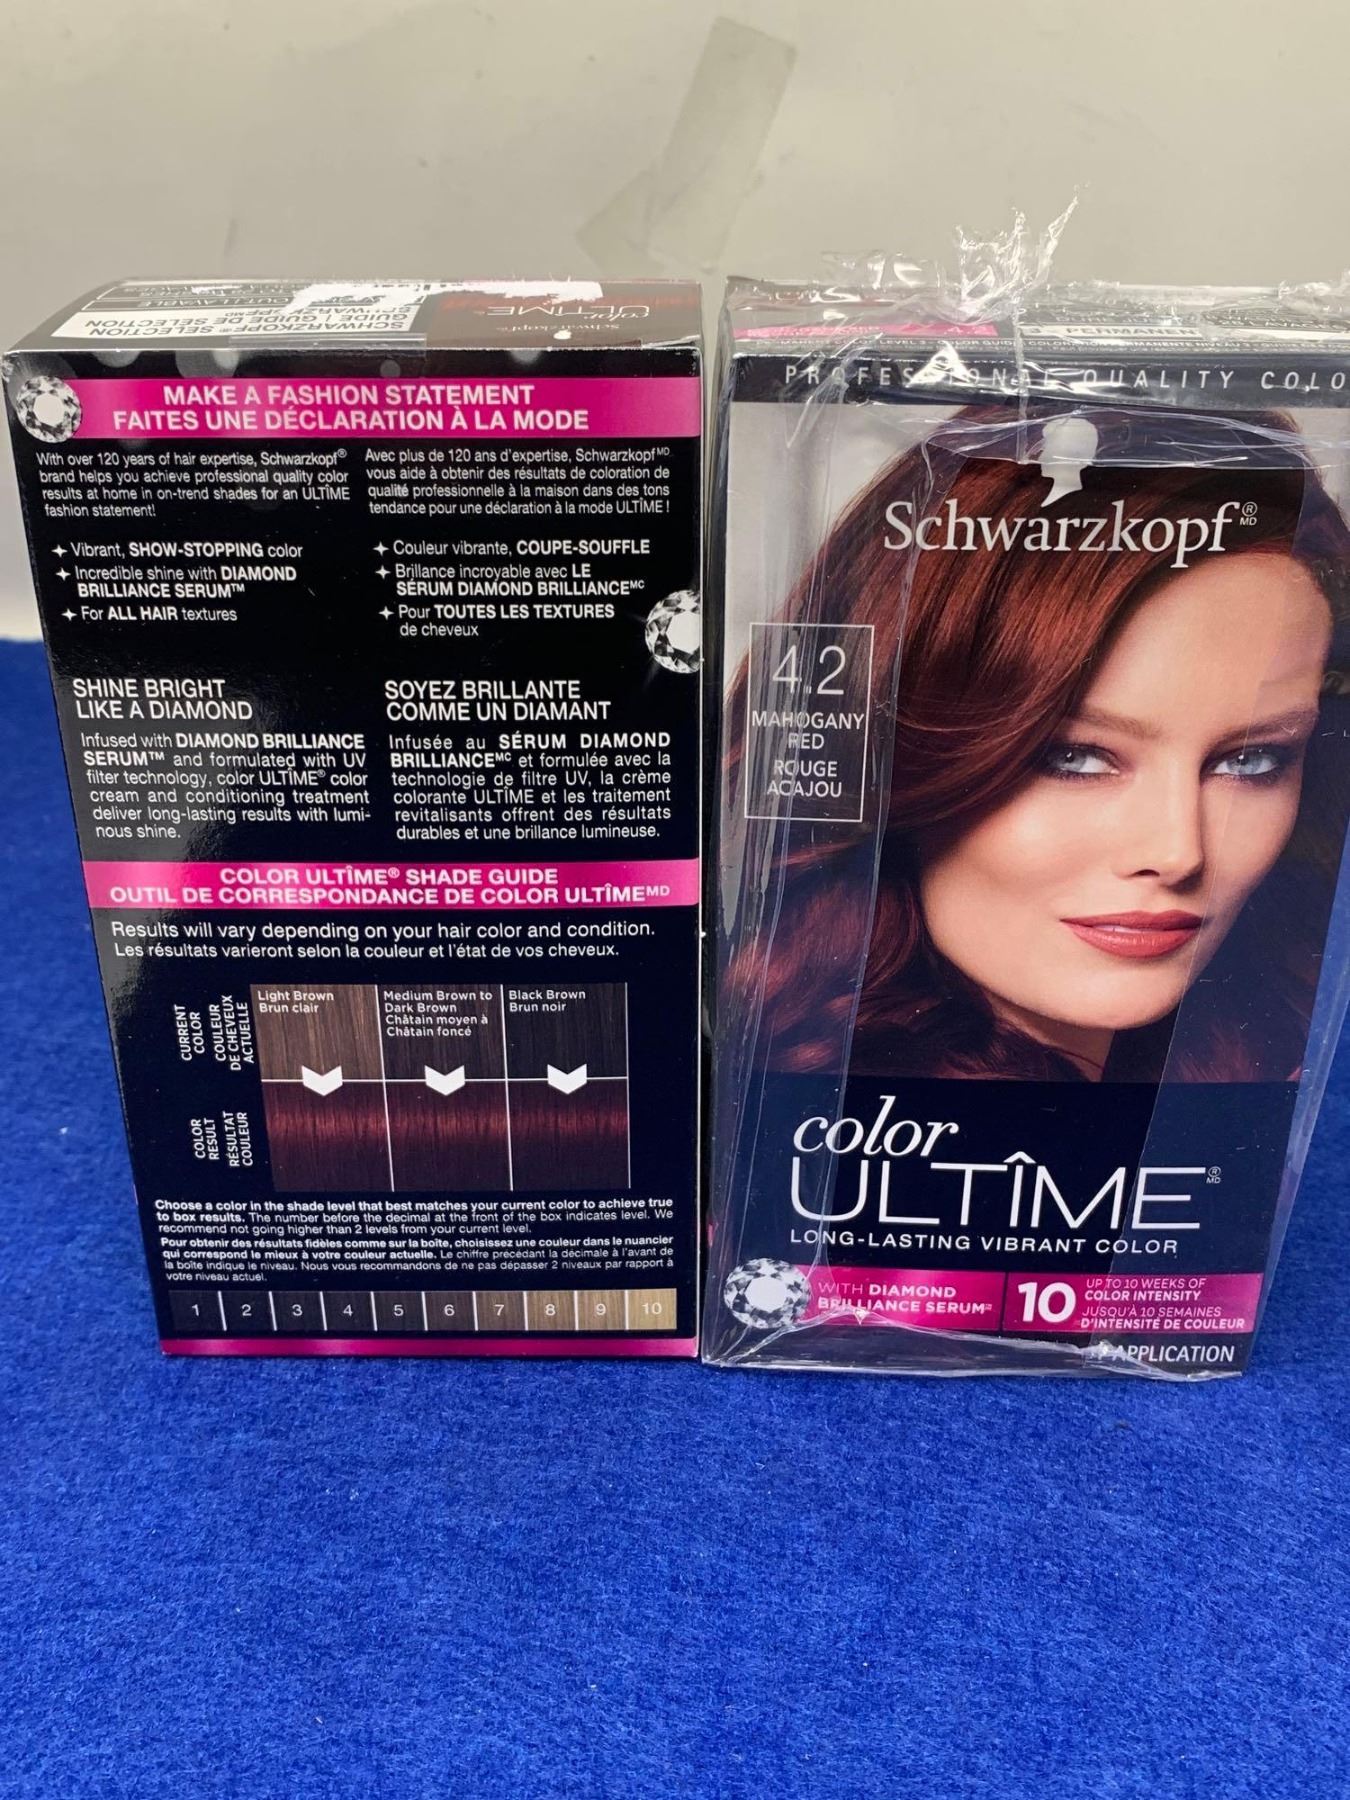 SCHWARZKOPF® SELECTION
GUIDE | GUIDE DE SÉLECTION
Schwarzkopf
color
ULTÎME
MAKE A FASHION STATEMENT
FAITES UNE DÉCLARATION À LA MODE
With over 120 years of hair expertise, Schwarzkopf®
brand helps you achieve professional quality color
results at home in on-trend shades for an ULTÎME
fashion statement!
Avec plus de 120 ans d'expertise, Schwarzkopf MD
vous aide à obtenir des résultats de coloration de
qualité professionnelle à la maison dans des tons
tendance pour une déclaration à la mode ULTÎME !
Vibrant, SHOW-STOPPING color
Incredible shine with DIAMOND
BRILLIANCE SERUM™
For ALL HAIR textures
Couleur vibrante, COUPE-SOUFFLE
Brillance incroyable avec LE
SÉRUM DIAMOND BRILLIANCE MC
Pour TOUTES LES TEXTURES
de cheveux
SHINE BRIGHT
LIKE A DIAMOND
Infused with DIAMOND BRILLIANCE
SERUM™ and formulated with UV
filter technology, color ULTÎME® color
cream and conditioning treatment
deliver long-lasting results with lumi-
nous shine.
SOYEZ BRILLANTE
COMME UN DIAMANT
Infusée au SÉRUM DIAMOND
BRILLIANCE MC et formulée avec la
technologie de filtre UV, la crème
colorante ULTÎME et les traitement
revitalisants offrent des résultats
durables et une brillance lumineuse.
COLOR ULTÎME® SHADE GUIDE
OUTIL DE CORRESPONDANCE DE COLOR ULTÎME MD
Results will vary depending on your hair color and condition.
Les résultats varieront selon la couleur et l'état de vos cheveux.
CURRENT
COLOR
COULEUR
DE CHEVEUX
ACTUELLE
Light Brown
Brun clair
Medium Brown to
Dark Brown
Châtain moyen à
Châtain foncé
Black Brown
Brun noir
COLOR
RESULT
RÉSULTAT
COULEUR
Choose a color in the shade level that best matches your current color to achieve true
to box results. The number before the decimal at the front of the box indicates level. We
recommend not going higher than 2 levels from your current level.
Pour obtenir des résultats fidèles comme sur la boîte, choisissez une couleur dans le nuancier
qui correspond le mieux à votre couleur actuelle. Le chiffre précédant la décimale à l'avant de
la boîte indique le niveau. Nous vous recommandons de ne pas dépasser 2 niveaux par rapport à
votre niveau actuel.
1 2 3 4 5 6 7 8 9 10
4.2
PROFESSIONAL QUALITY COLO
Schwarzkopf® MD
4.2
MAHOGANY
RED
ROUGE
ACAJOU
color
ULTÎME® MD
LONG-LASTING VIBRANT COLOR
WITH DIAMOND
BRILLIANCE SERUM
10
UP TO 10 WEEKS OF
COLOR INTENSITY
JUSQU'À 10 SEMAINES
D'INTENSITÉ DE COULEUR
1 APPLICATION